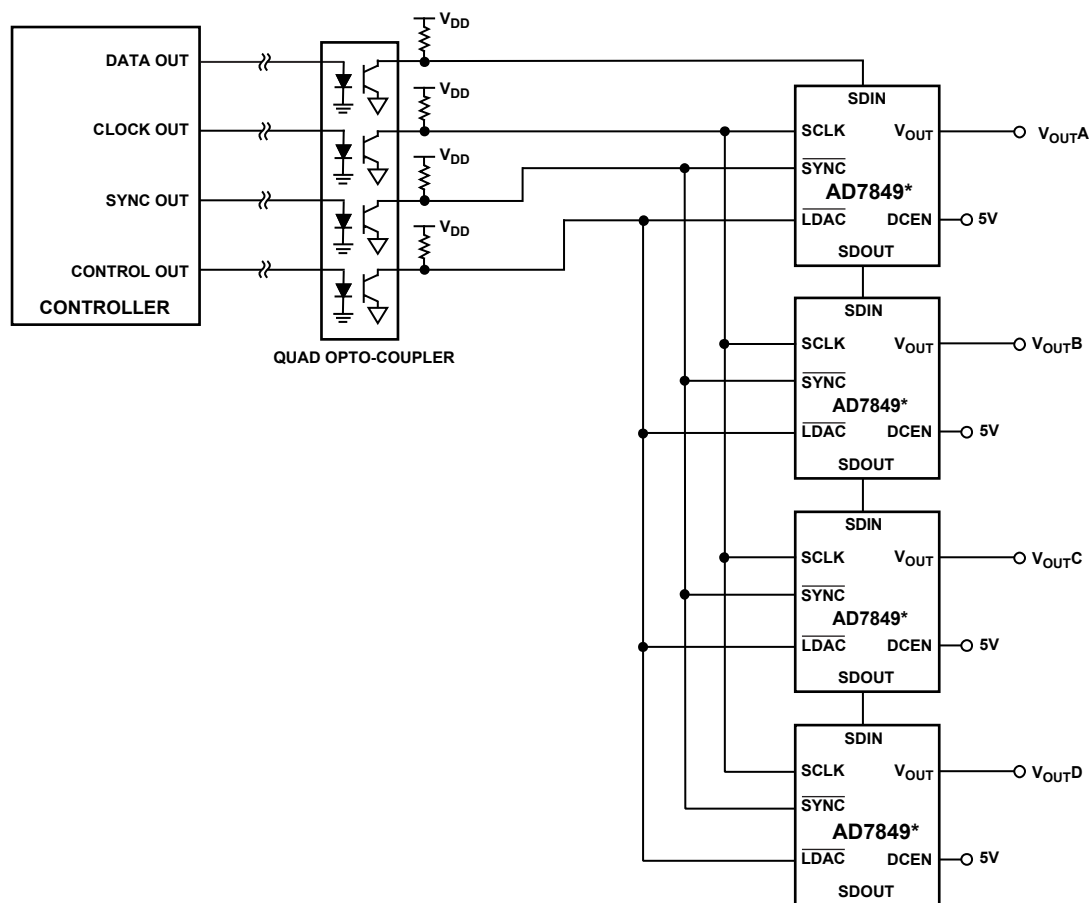 DATA OUT
CLOCK OUT
SYNC OUT
CONTROL OUT
CONTROLLER
QUAD OPTO-COUPLER
VDD
VDD
VDD
VDD
SDIN
SCLK VOUT
SYNC
AD7849*
LDAC DCEN
SDOUT
VOUTA
5V
SDIN
SCLK VOUT
SYNC
AD7849*
LDAC DCEN
SDOUT
VOUTB
5V
SDIN
SCLK VOUT
SYNC
AD7849*
LDAC DCEN
SDOUT
VOUTC
5V
SDIN
SCLK VOUT
SYNC
AD7849*
LDAC DCEN
SDOUT
VOUTD
5V